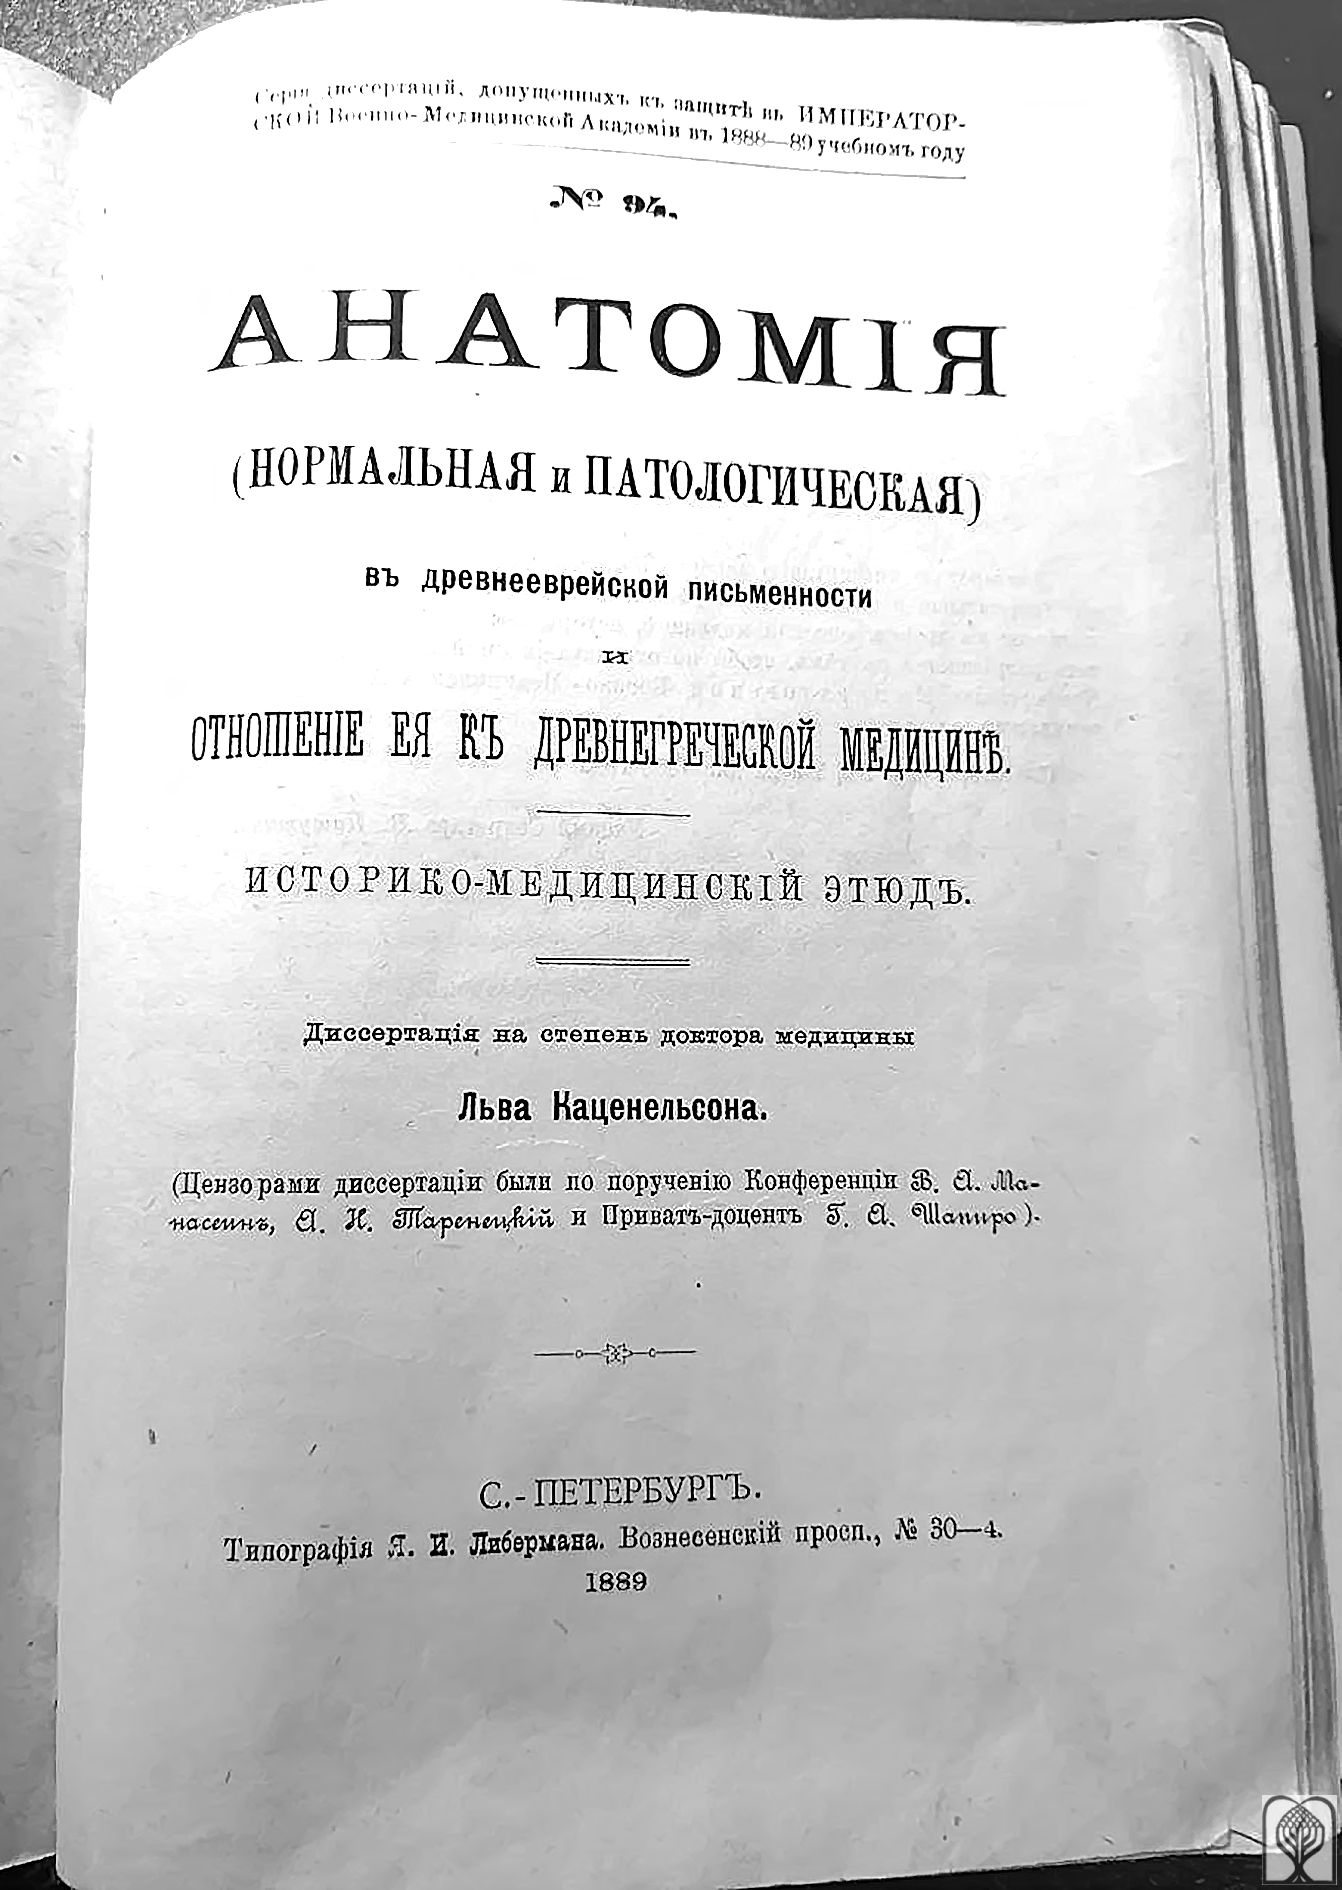 Серія диссертацій, допущенныхъ къ защитѣ въ ИМПЕРАТОР-
СКОЙ Военно-Медицинской Академіи въ 1888—89 учебномъ году
№ 94.
АНАТОМІЯ
(НОРМАЛЬНАЯ и ПАТОЛОГИЧЕСКАЯ)
въ древнееврейской письменности
и
ОТНОШЕНІЕ ЕЯ КЪ ДРЕВНЕГРЕЧЕСКОЙ МЕДИЦИНѢ.
ИСТОРИКО-МЕДИЦИНСКІЙ ЭТЮДЪ.
Диссертація на степень доктора медицины
Льва Каценельсона.
(Цензорами диссертаціи были по порученію Конференціи В. А. Ма-
насеинъ, А. И. Таренецкій и Приватъ-доцентъ Г. А. Шапиро).
С.-ПЕТЕРБУРГЪ.
Типографія Я. И. Либермана. Вознесенскій просп., № 30—4.
1889